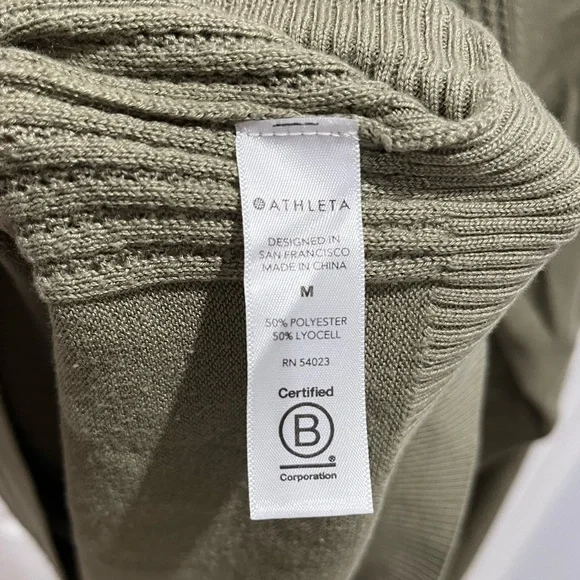 ATHLETA
DESIGNED IN
SAN FRANCISCO
MADE IN CHINA
M
50% POLYESTER
50% LYOCELL
RN 54023
Certified
B
®
Corporation